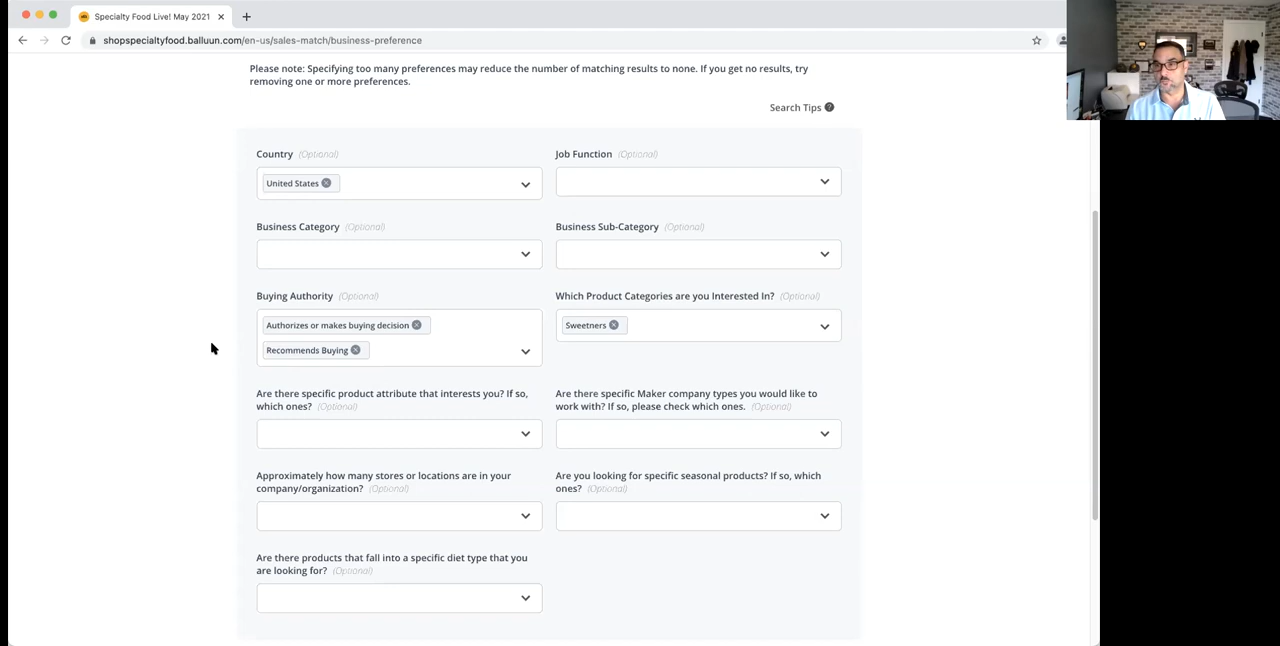 Specialty Food Live! May 2021
shopspecialtyfood.balluun.com/en-us/sales-match/business-preference
Please note: Specifying too many preferences may reduce the number of matching results to none. If you get no results, try
removing one or more preferences.
Search Tips ?
Country (Optional)
Job Function (Optional)
United States
Business Category (Optional)
Business Sub-Category (Optional)
Buying Authority (Optional)
Which Product Categories are you Interested In? (Optional)
Authorizes or makes buying decision
Sweetners
Recommends Buying
Are there specific product attribute that interests you? If so,
which ones? (Optional)
Are there specific Maker company types you would like to
work with? If so, please check which ones. (Optional)
Approximately how many stores or locations are in your
company/organization? (Optional)
Are you looking for specific seasonal products? If so, which
ones? (Optional)
Are there products that fall into a specific diet type that you
are looking for? (Optional)